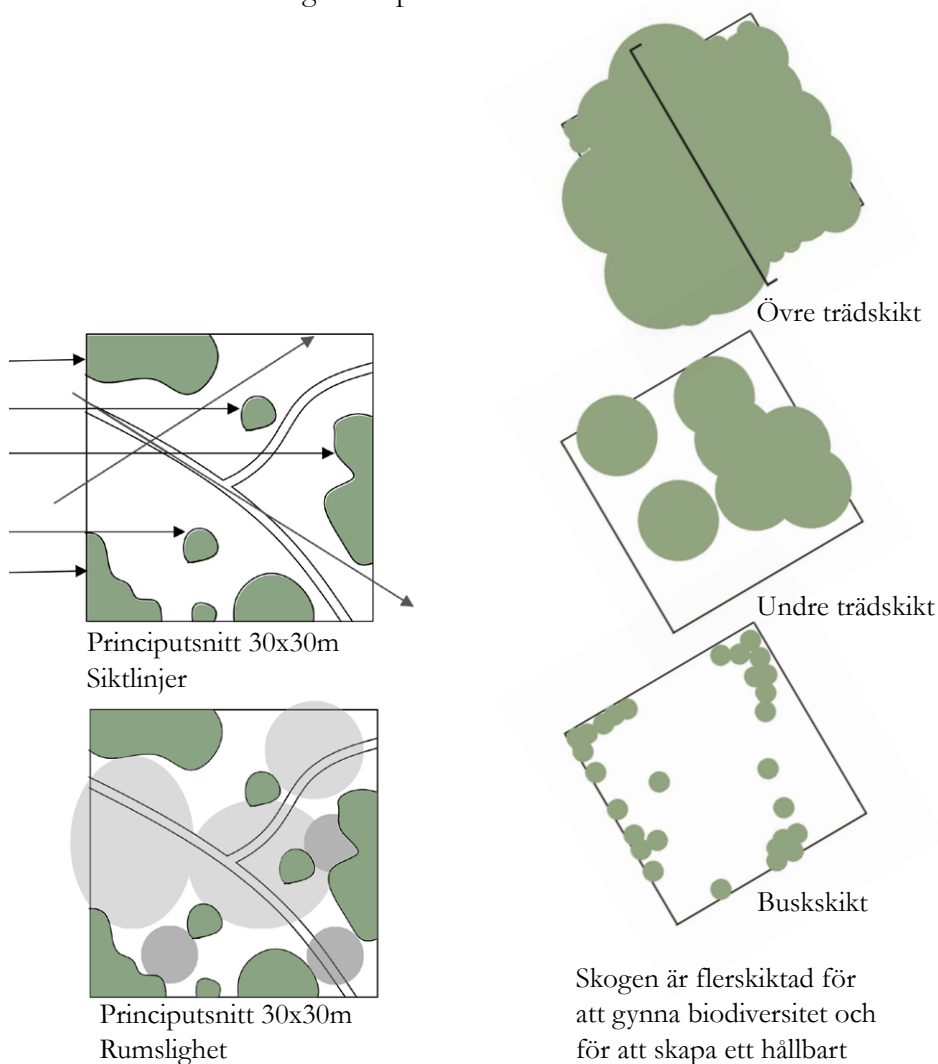 Övre trädskikt
Undre trädskikt
Principutsnitt 30x30m
Siktlinjer
Buskskikt
Principutsnitt 30x30m
Rumslighet
Skogen är flerskiktad för
att gynna biodiversitet och
för att skapa ett hållbart